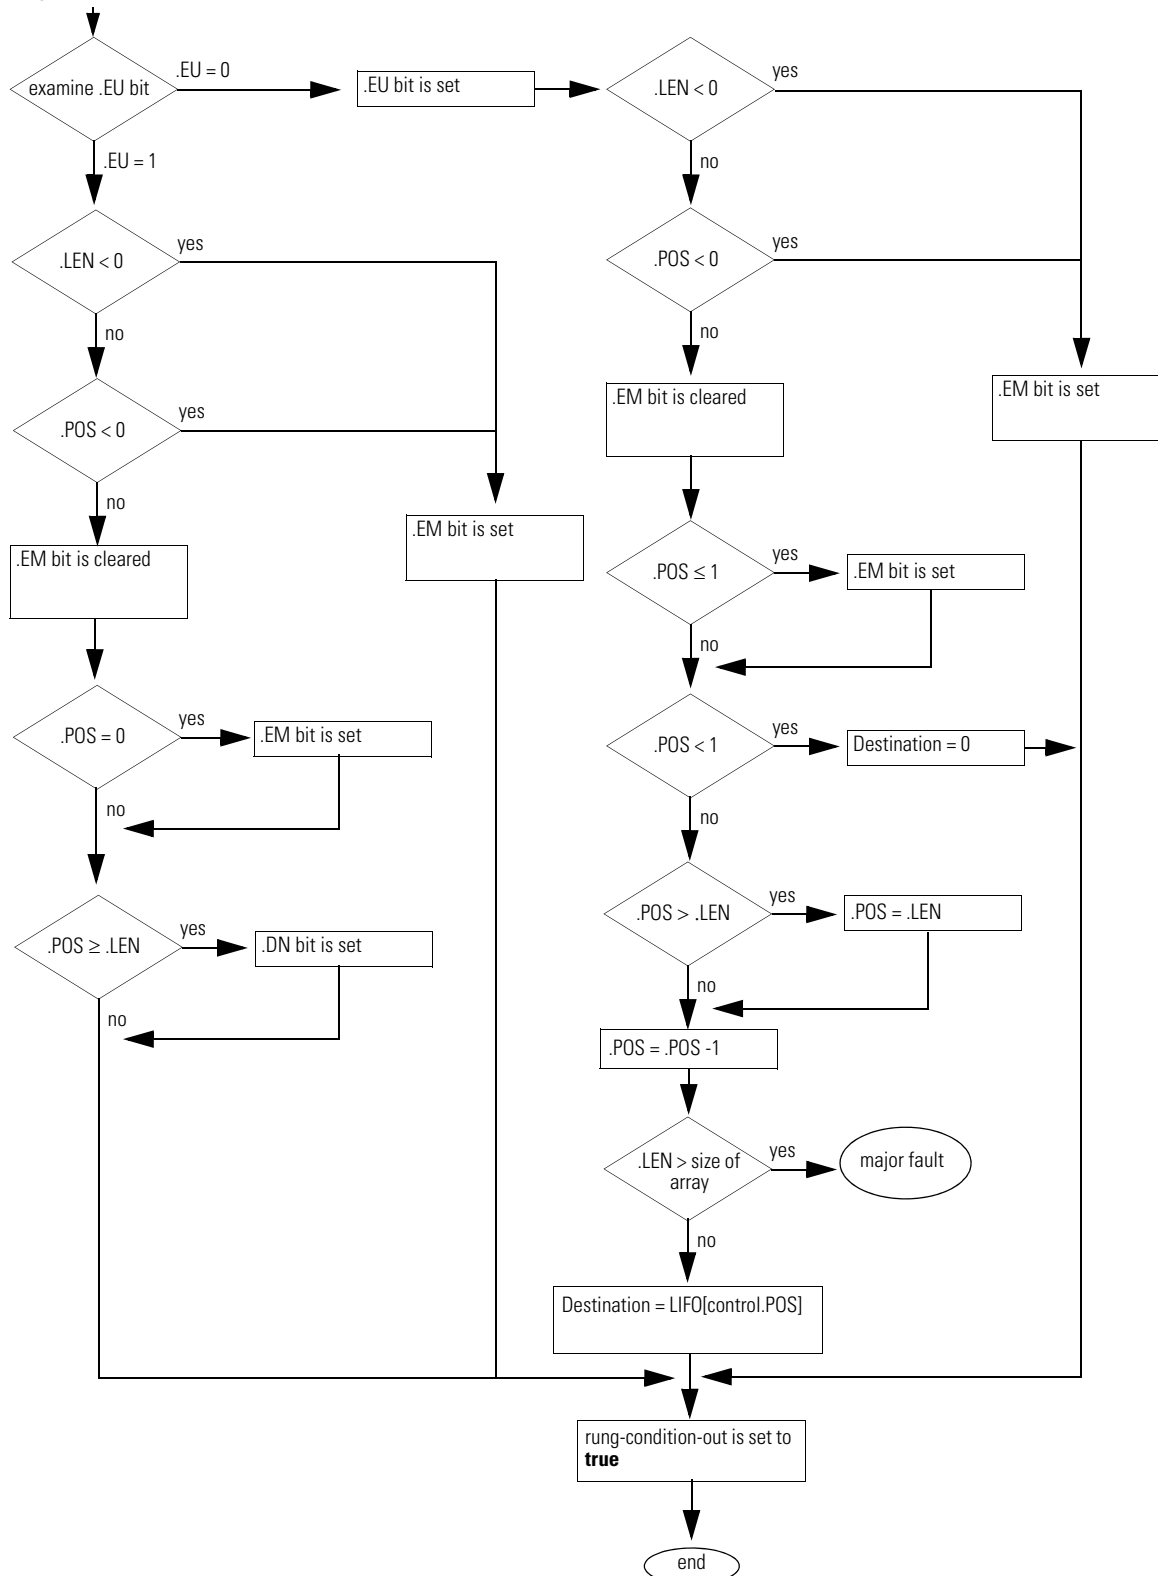 examine .EU bit
.EU = 0
.EU bit is set
.LEN < 0
yes
no
.EU = 1
.LEN < 0
yes
no
.POS < 0
yes
no
.POS < 0
yes
no
.EM bit is cleared
.EM bit is set
.EM bit is set
.EM bit is cleared
.POS ≤ 1
yes
.EM bit is set
no
.POS = 0
yes
.EM bit is set
no
.POS < 1
yes
Destination = 0
no
.POS ≥ .LEN
yes
.DN bit is set
no
.POS > .LEN
yes
.POS = .LEN
no
.POS = .POS -1
.LEN > size of
array
yes
major fault
no
Destination = LIFO[control.POS]
rung-condition-out is set to
true
end